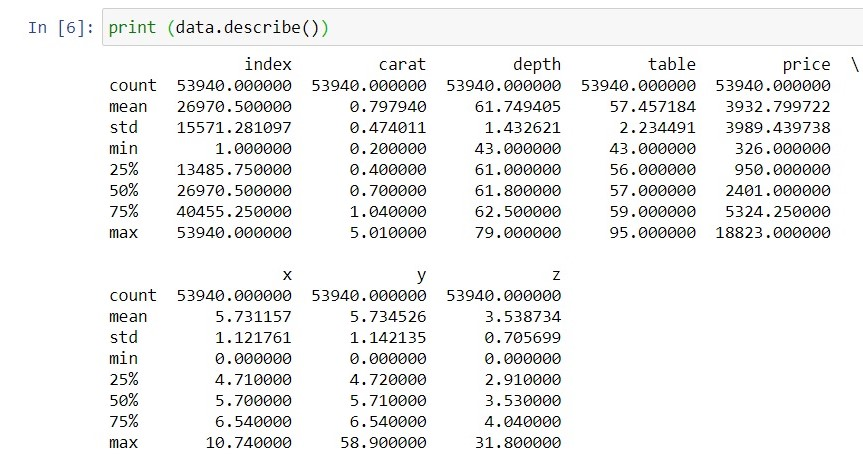 In [6]: print (data.describe())
index carat depth table price \
count 53940.000000 53940.000000 53940.000000 53940.000000 53940.000000
mean 26970.500000 0.797940 61.749405 57.457184 3932.799722
std 15571.281097 0.474011 1.432621 2.234491 3989.439738
min 1.000000 0.200000 43.000000 43.000000 326.000000
25% 13485.750000 0.400000 61.000000 56.000000 950.000000
50% 26970.500000 0.700000 61.800000 57.000000 2401.000000
75% 40455.250000 1.040000 62.500000 59.000000 5324.250000
max 53940.000000 5.010000 79.000000 95.000000 18823.000000
x y z
count 53940.000000 53940.000000 53940.000000
mean 5.731157 5.734526 3.538734
std 1.121761 1.142135 0.705699
min 0.000000 0.000000 0.000000
25% 4.710000 4.720000 2.910000
50% 5.700000 5.710000 3.530000
75% 6.540000 6.540000 4.040000
max 10.740000 58.900000 31.800000